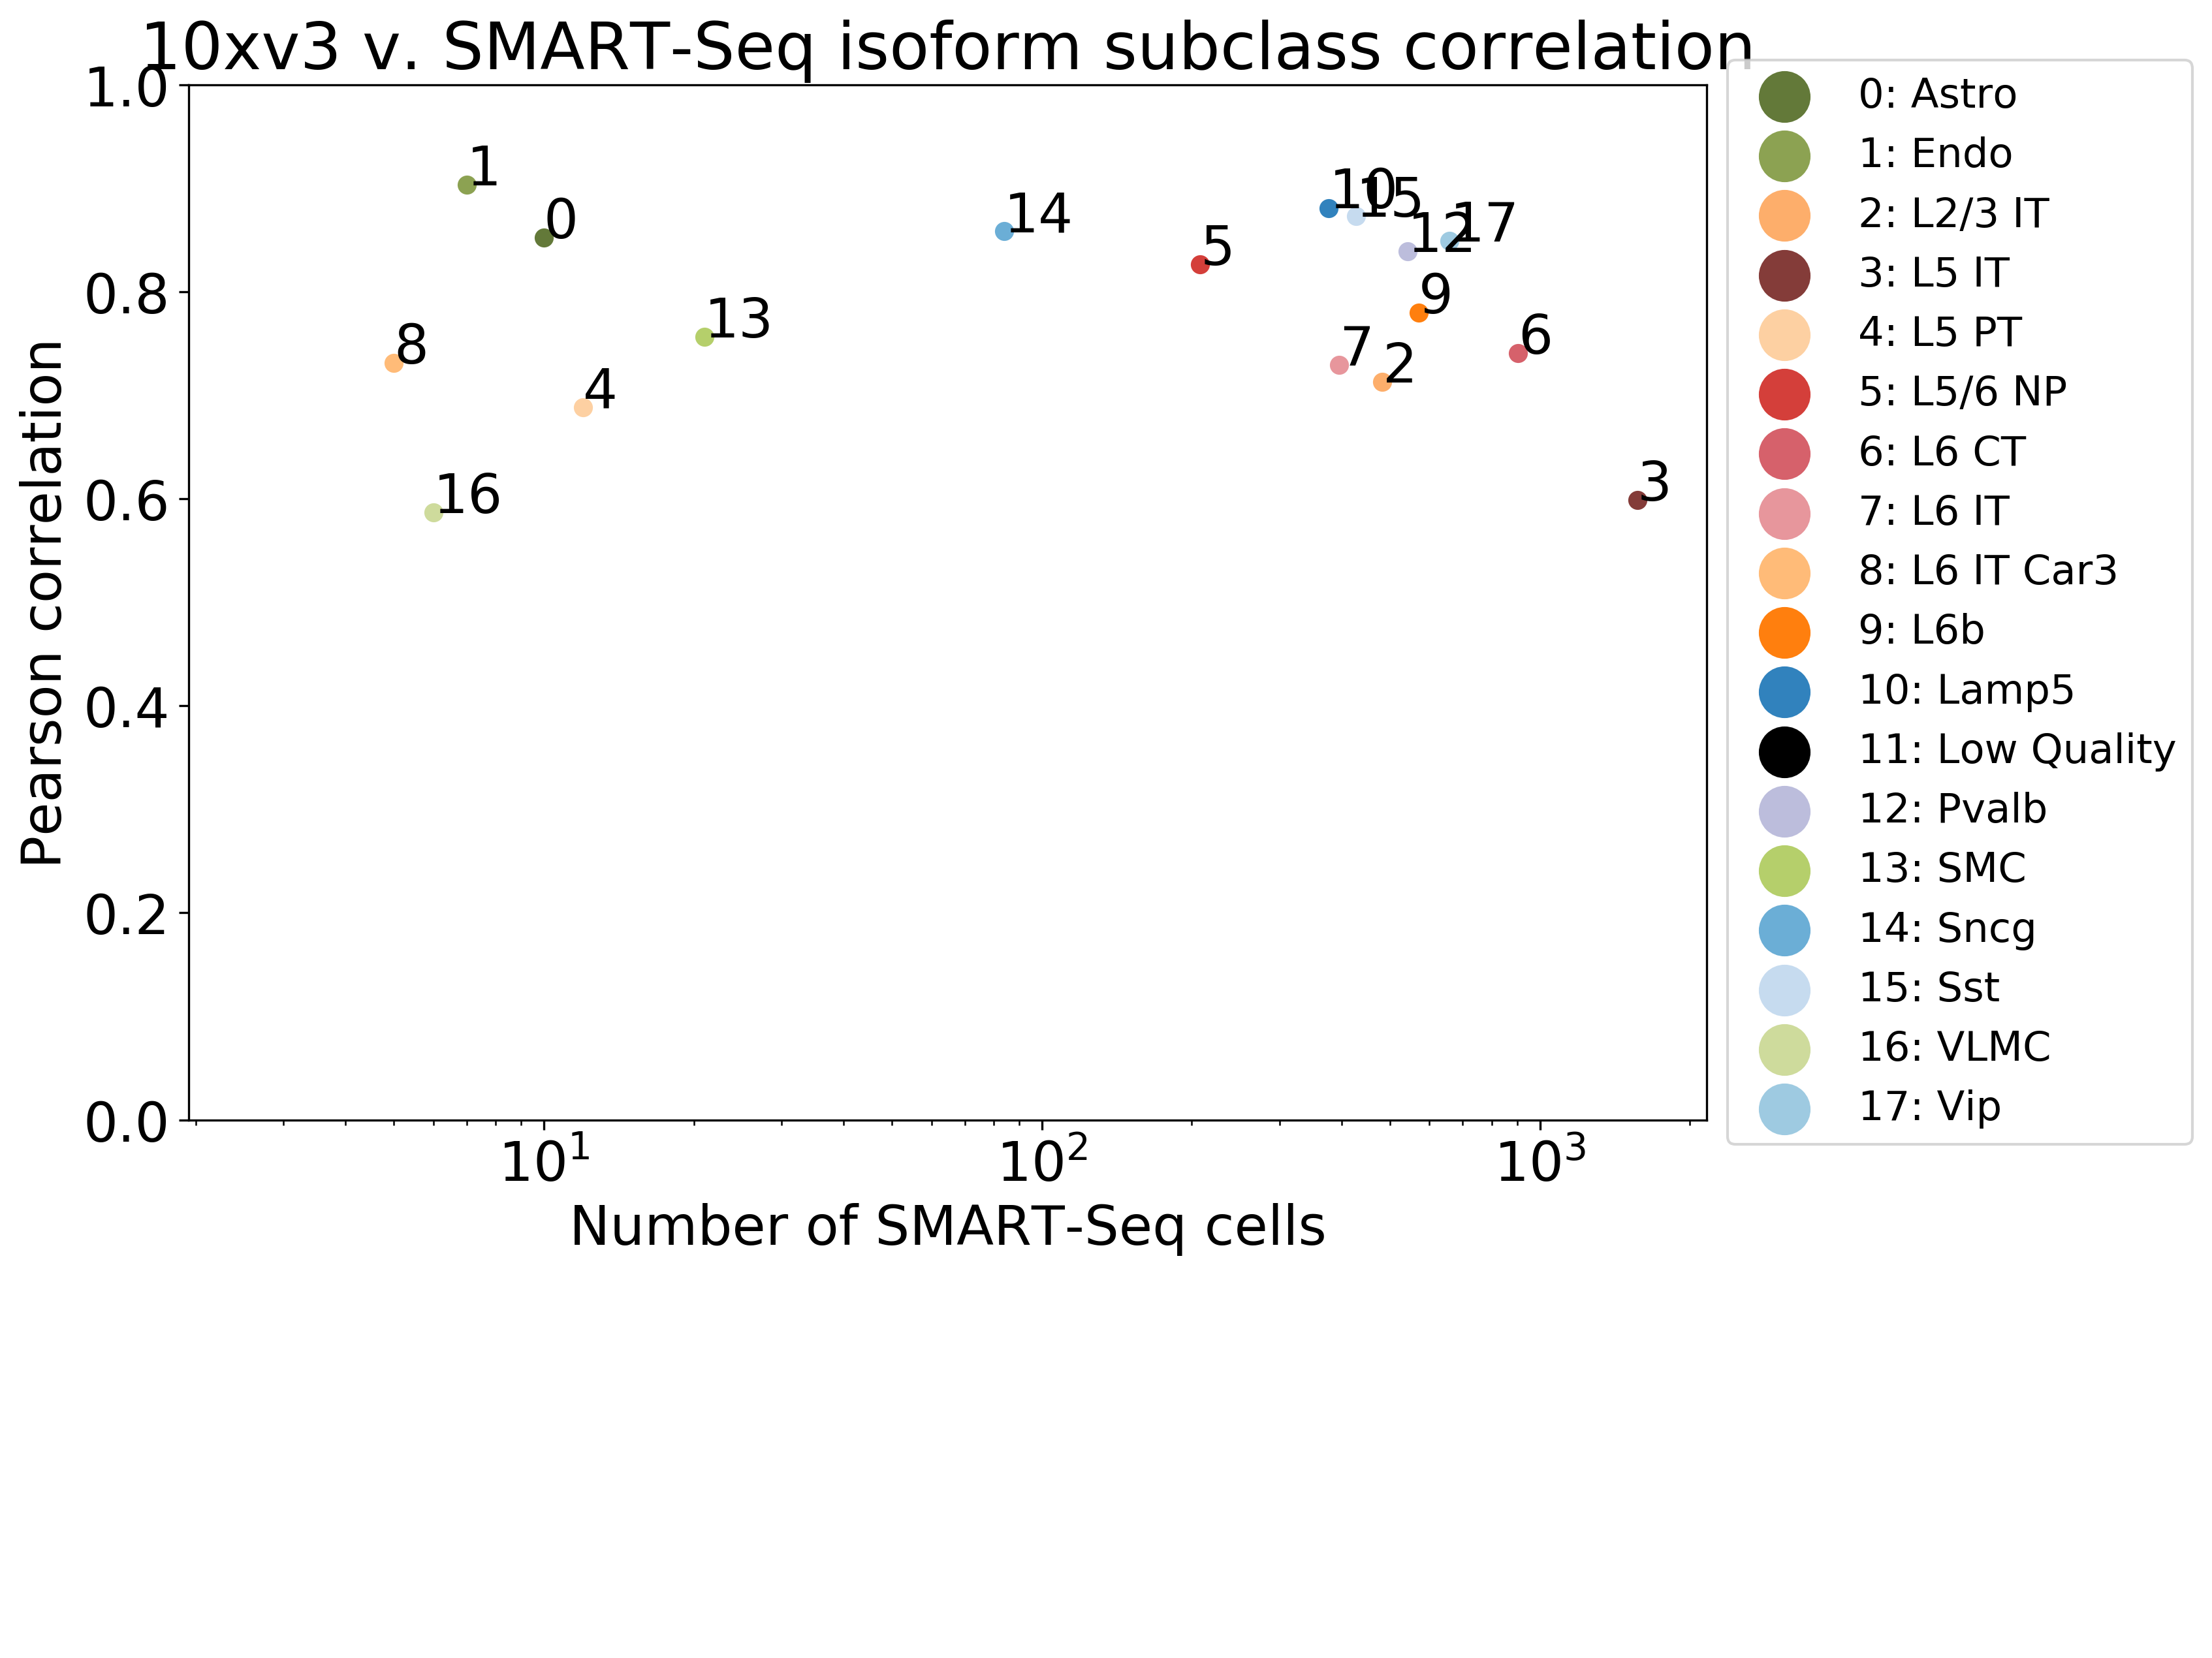 10xv3 v. SMART-Seq isoform subclass correlation
1.0
0.8
0.6
0.4
0.2
0.0
Pearson correlation
1
0
14
10
15
5
12
17
9
8
13
7
2
6
4
16
3
10¹
10²
10³
Number of SMART-Seq cells
0: Astro
1: Endo
2: L2/3 IT
3: L5 IT
4: L5 PT
5: L5/6 NP
6: L6 CT
7: L6 IT
8: L6 IT Car3
9: L6b
10: Lamp5
11: Low Quality
12: Pvalb
13: SMC
14: Sncg
15: Sst
16: VLMC
17: Vip